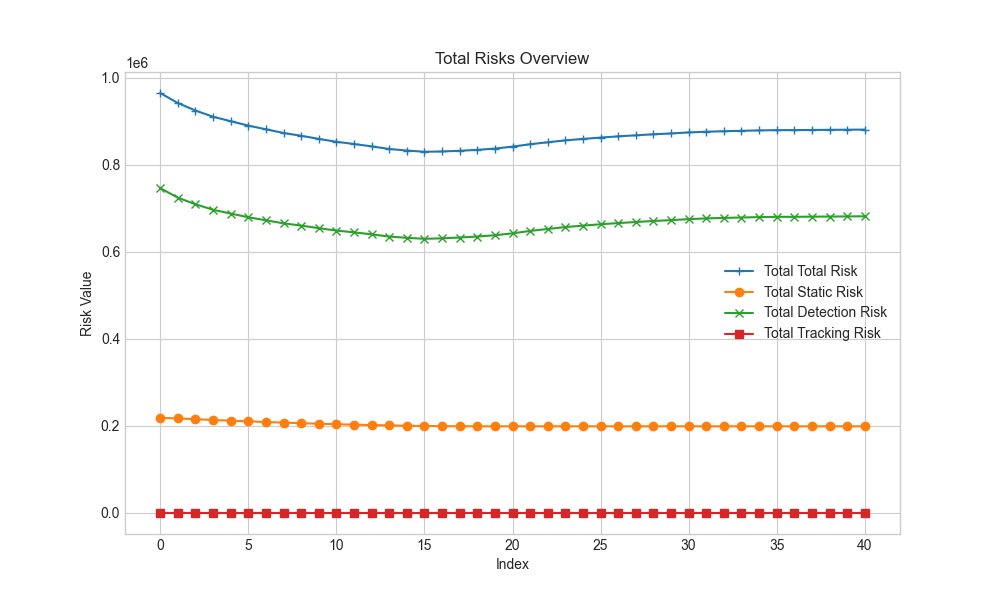 Total Risks Overview
1e6
1.0
0.8
0.6
0.4
0.2
0.0
Risk Value
Total Total Risk
Total Static Risk
Total Detection Risk
Total Tracking Risk
0 5 10 15 20 25 30 35 40
Index